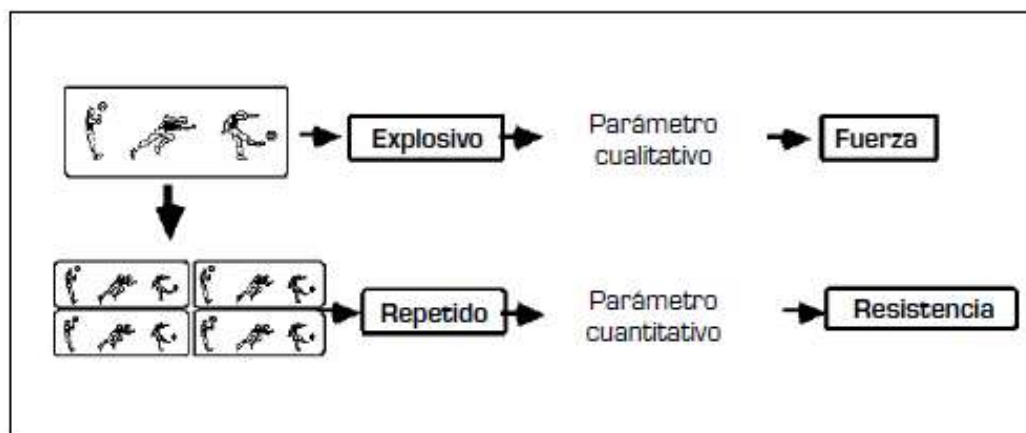 Explosivo
Parámetro
cualitativo
Fuerza
Repetido
Parámetro
cuantitativo
Resistencia